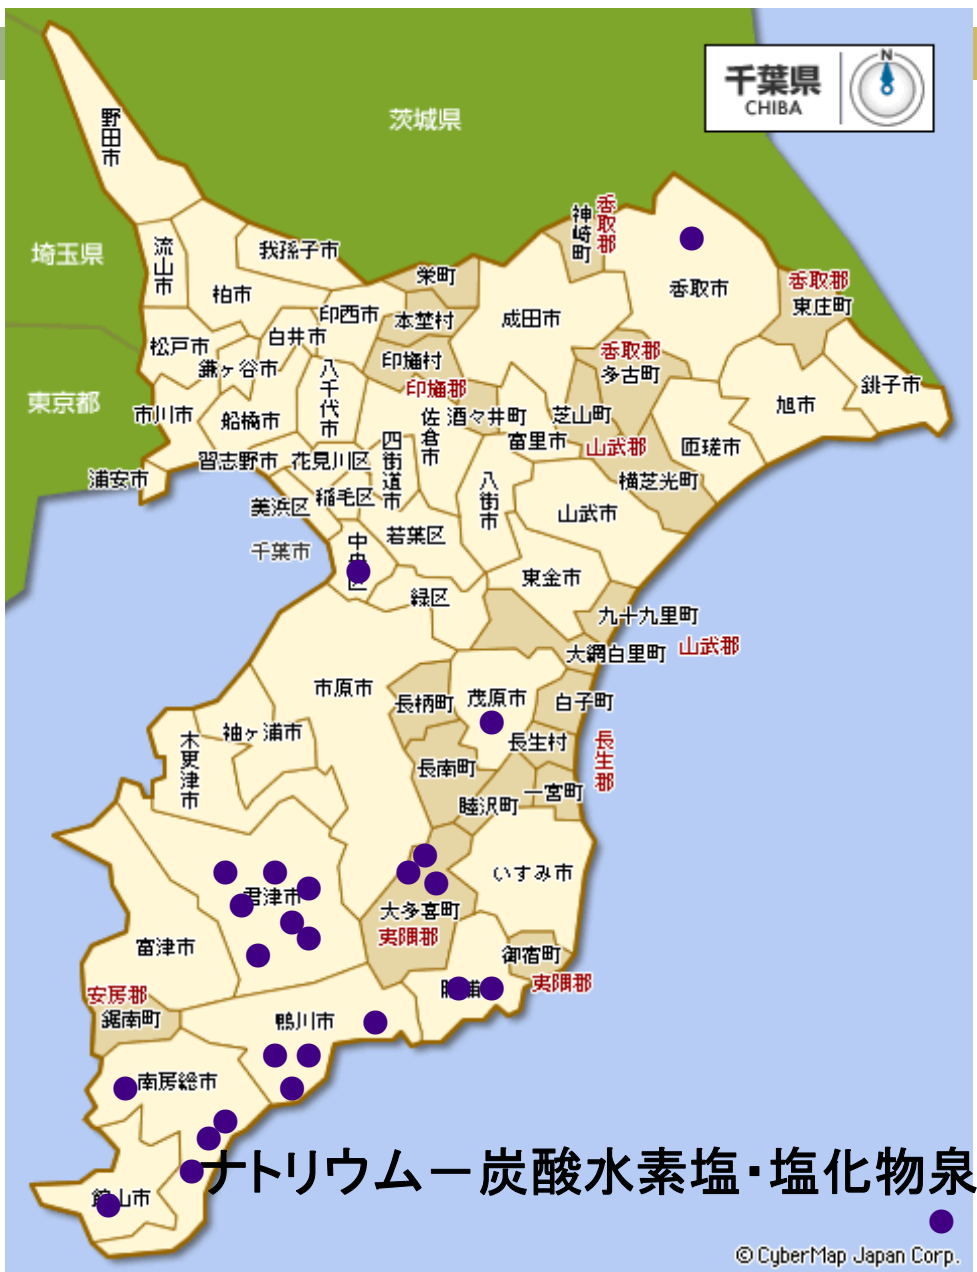 千葉県
CHIBA
N
茨城県
埼玉県
東京都
野田市
流山市
我孫子市
柏市
栄町
神崎町
香取郡
香取市
香取郡
東庄町
印西市
本埜村
成田市
松戸市
白井市
鎌ヶ谷市
印旛村
印旛郡
香取郡
多古町
銚子市
旭市
市川市
船橋市
八千代市
佐倉市
酒々井町
富里市
芝山町
山武郡
匝瑳市
横芝光町
浦安市
習志野市
花見川区
四街道市
八街市
稲毛区
美浜区
山武市
千葉市
若葉区
東金市
緑区
九十九里町
大網白里町
山武郡
市原市
長柄町
茂原市
白子町
袖ヶ浦市
木更津市
長生村
長生郡
長南町
一宮町
睦沢町
いすみ市
君津市
大多喜町
夷隅郡
富津市
御宿町
夷隅郡
安房郡
鋸南町
鴨川市
南房総市
ナトリウム－炭酸水素塩・塩化物泉
館山市
© CyberMap Japan Corp.